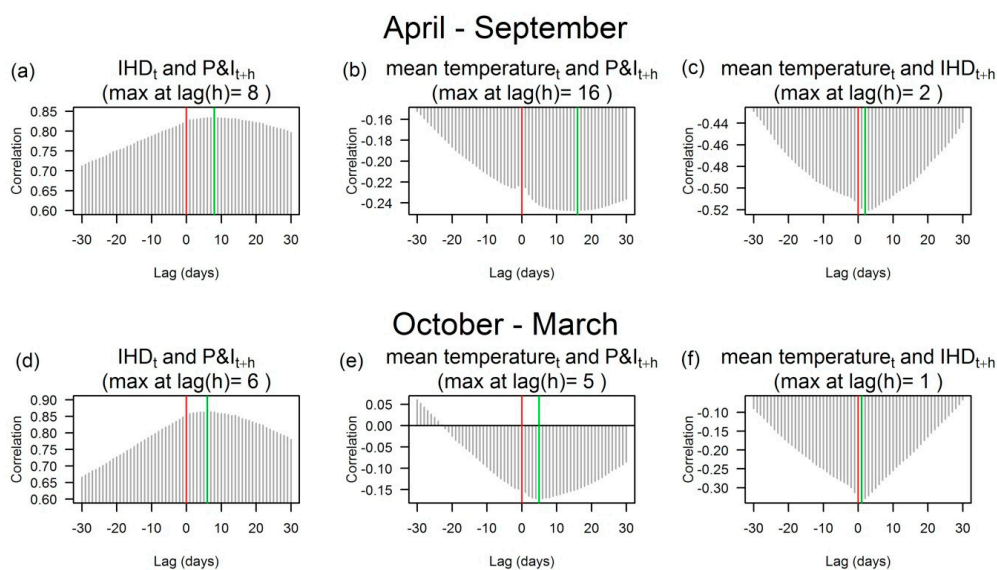 April - September
(a)
IHDt and P&It+h
(max at lag(h)= 8 )
Correlation
0.85
0.80
0.75
0.70
0.65
0.60
-30 -20 -10 0 10 20 30
Lag (days)
(b)
mean temperaturet and P&It+h
(max at lag(h)= 16 )
Correlation
-0.16
-0.18
-0.20
-0.22
-0.24
-30 -20 -10 0 10 20 30
Lag (days)
(c)
mean temperaturet and IHDt+h
(max at lag(h)= 2 )
Correlation
-0.44
-0.46
-0.48
-0.50
-0.52
-30 -20 -10 0 10 20 30
Lag (days)
October - March
(d)
IHDt and P&It+h
(max at lag(h)= 6 )
Correlation
0.90
0.85
0.80
0.75
0.70
0.65
0.60
-30 -20 -10 0 10 20 30
Lag (days)
(e)
mean temperaturet and P&It+h
(max at lag(h)= 5 )
Correlation
0.05
0.00
-0.05
-0.10
-0.15
-30 -20 -10 0 10 20 30
Lag (days)
(f)
mean temperaturet and IHDt+h
(max at lag(h)= 1 )
Correlation
-0.10
-0.15
-0.20
-0.25
-0.30
-30 -20 -10 0 10 20 30
Lag (days)